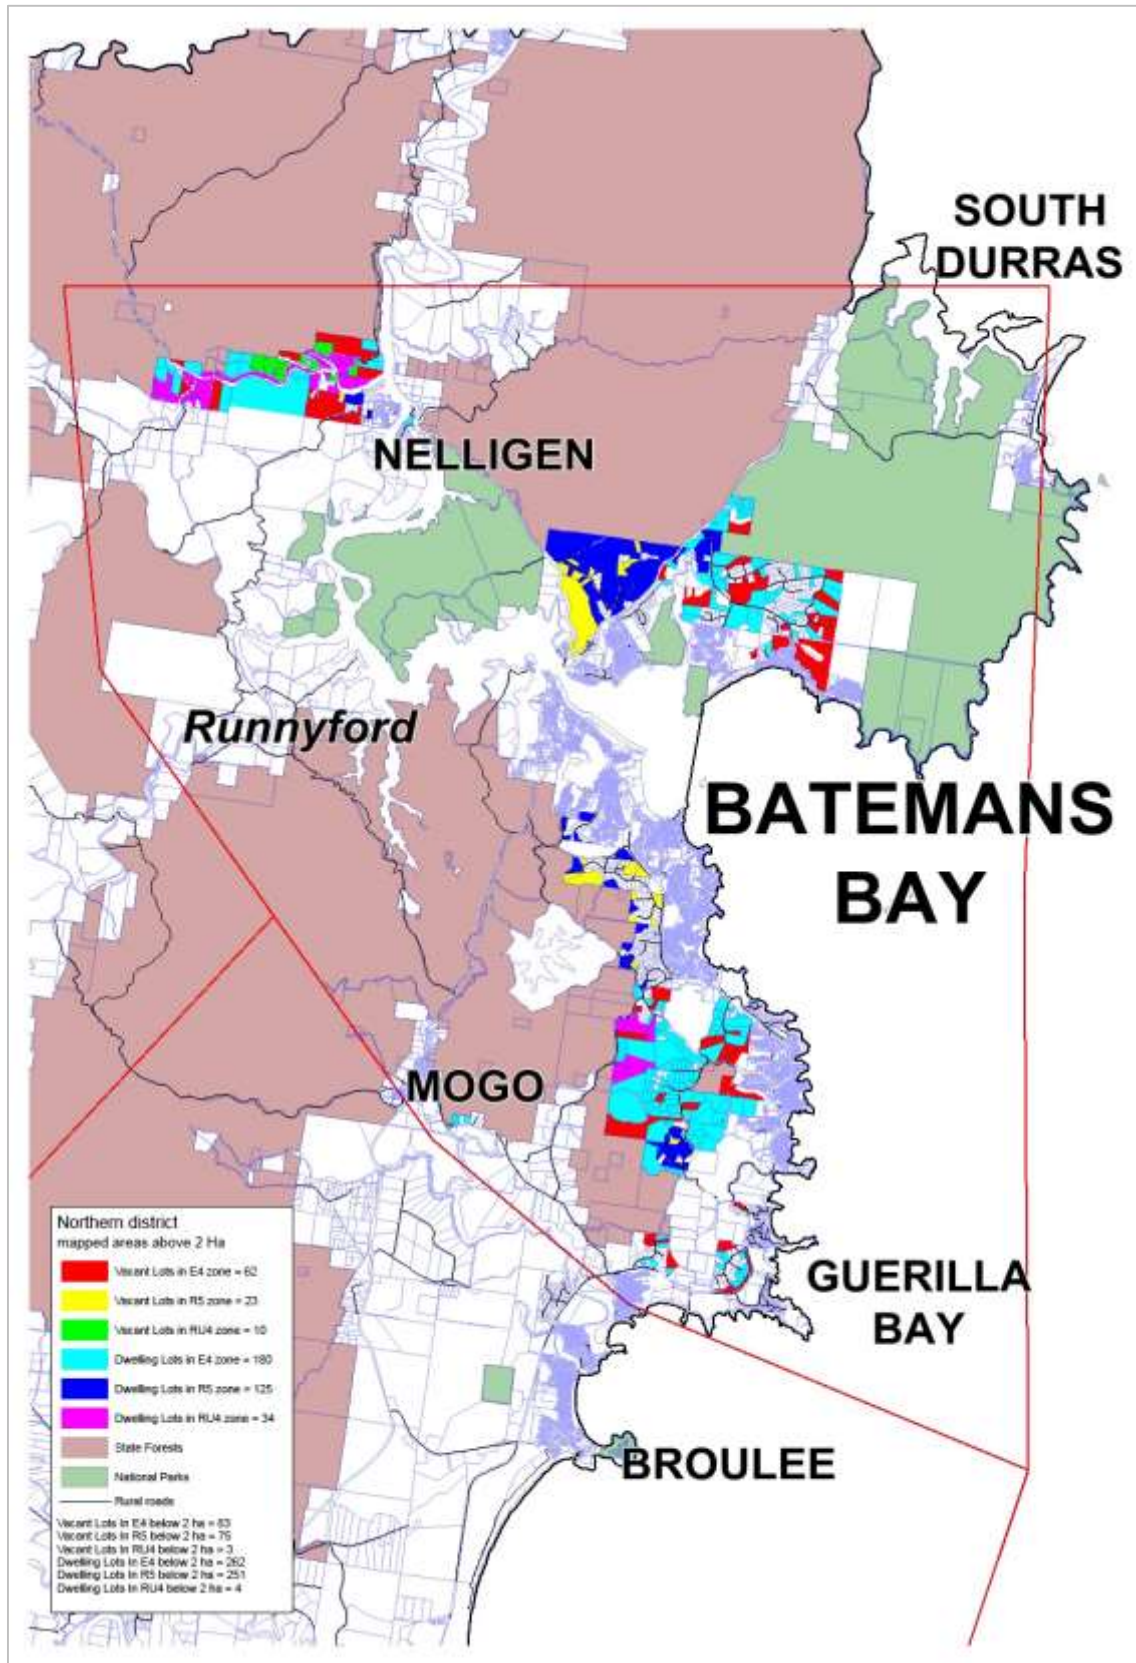 SOUTH
DURRAS
NELLIGEN
Runnyford
BATEMANS
BAY
MOGO
GUERILLA
BAY
BROULEE
Northern district
mapped areas above 2 Ha
Vacant Lots in E4 zone = 62
Vacant Lots in R5 zone = 23
Vacant Lots in RU4 zone = 10
Dwelling Lots in E4 zone = 180
Dwelling Lots in R5 zone = 125
Dwelling Lots in RU4 zone = 34
State Forests
National Parks
Rural roads
Vacant Lots In E4 below 2 ha = 83
Vacant Lots In R5 below 2 ha = 75
Vacant Lots In RU4 below 2 ha = 3
Dwelling Lots In E4 below 2 ha = 262
Dwelling Lots In R5 below 2 ha = 251
Dwelling Lots In RU4 below 2 ha = 4